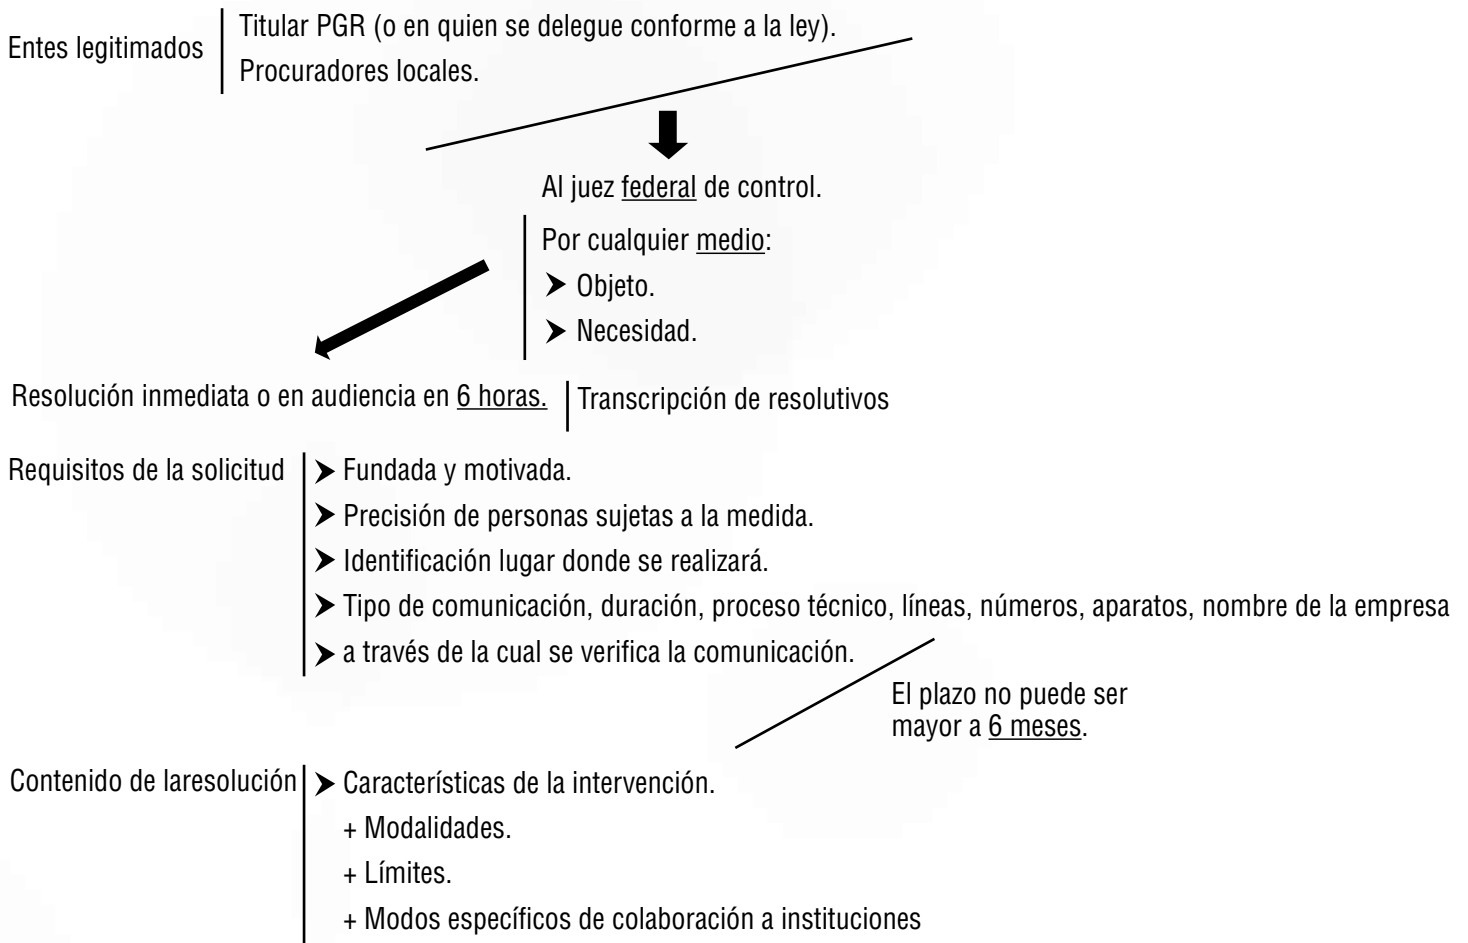 Entes legitimados
Titular PGR (o en quien se delegue conforme a la ley).
Procuradores locales.
Al juez federal de control.
Por cualquier medio:
➤ Objeto.
➤ Necesidad.
Resolución inmediata o en audiencia en 6 horas.
Transcripción de resolutivos
Requisitos de la solicitud
➤ Fundada y motivada.
➤ Precisión de personas sujetas a la medida.
➤ Identificación lugar donde se realizará.
➤ Tipo de comunicación, duración, proceso técnico, líneas, números, aparatos, nombre de la empresa
➤ a través de la cual se verifica la comunicación.
El plazo no puede ser
mayor a 6 meses.
Contenido de laresolución
➤ Características de la intervención.
+ Modalidades.
+ Límites.
+ Modos específicos de colaboración a instituciones